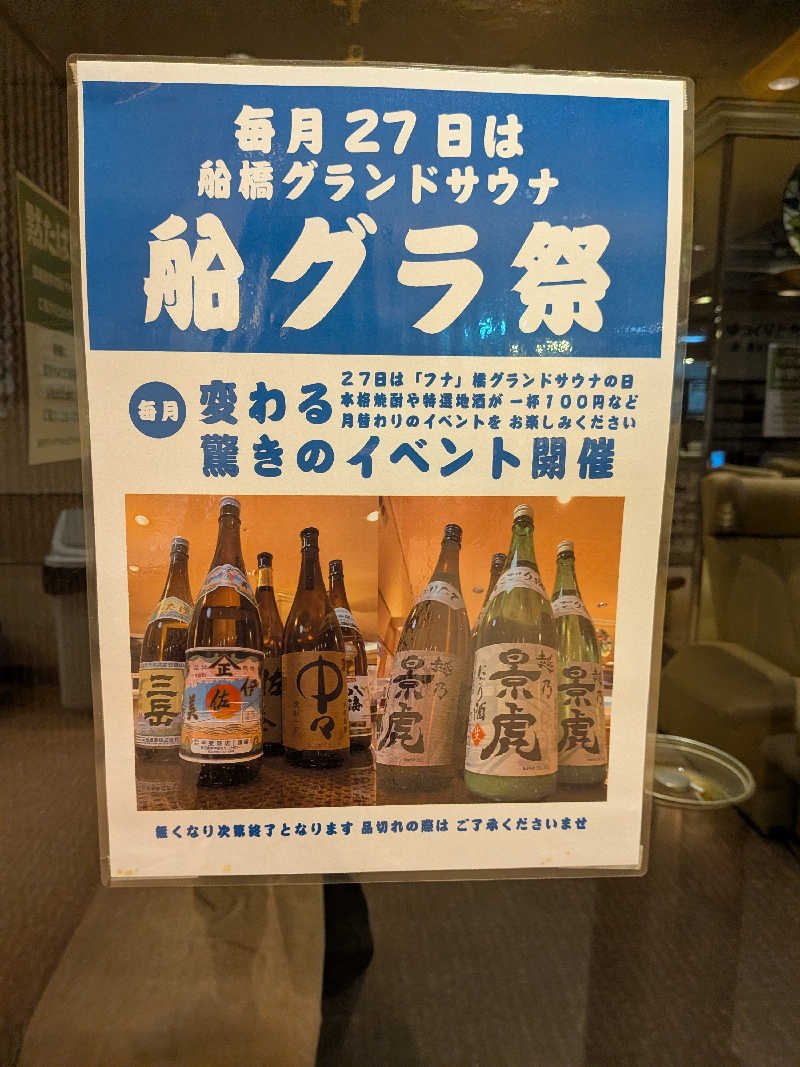 毎月27日は
船橋グランドサウナ
船グラ祭
毎月
変わる
27日は「フナ」橋グランドサウナの日
本格焼酎や特選地酒が一杯100円など
月替わりのイベントをお楽しみください
驚きのイベント開催
三岳
正
伊佐美
佐
中々
八海
越乃
景虎
越乃
景虎
にごり酒
越乃
景虎
無くなり次第終了となります 品切れの際は ご了承くださいませ